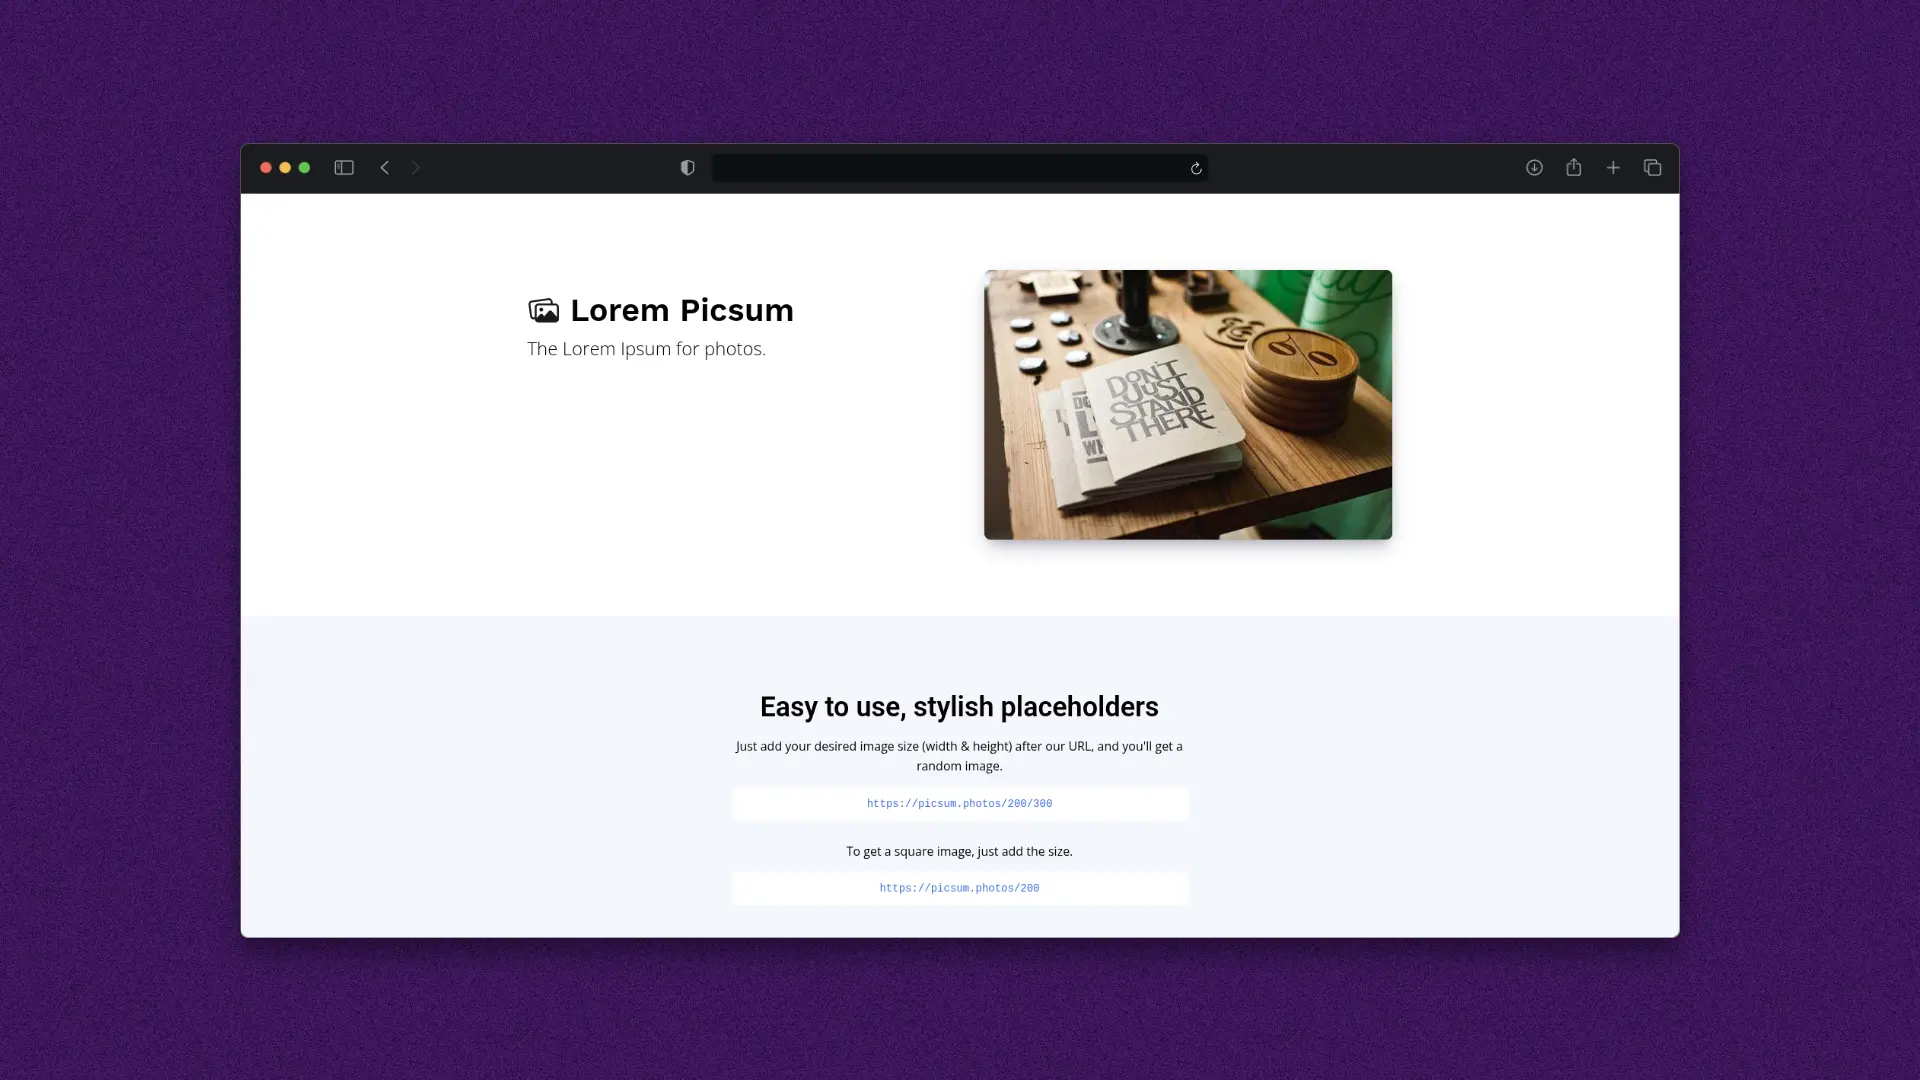 Lorem Picsum
The Lorem Ipsum for photos.
DON'T
JUST
STAND
THERE
Easy to use, stylish placeholders
Just add your desired image size (width & height) after our URL, and you'll get a
random image.
https://picsum.photos/200/300
To get a square image, just add the size.
https://picsum.photos/200